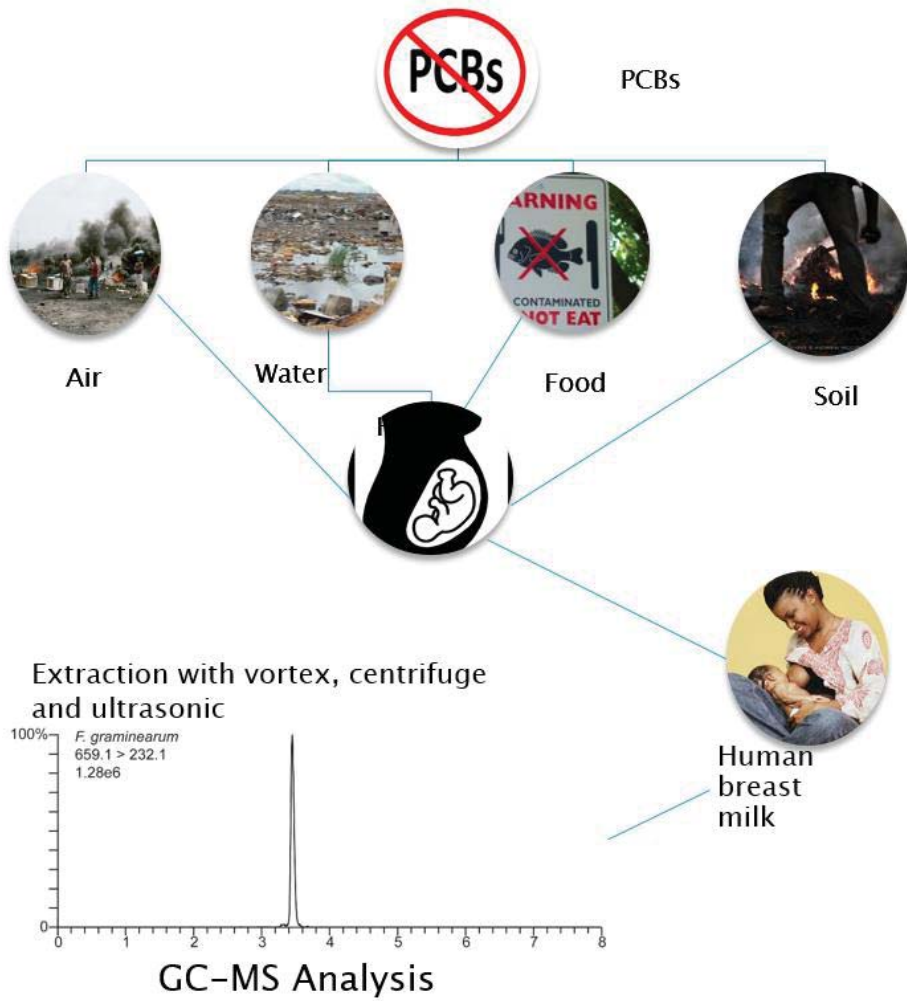 PCBs
PCBs
ARNING
CONTAMINATED
NOT EAT
Air
Water
Food
Soil
H
Extraction with vortex, centrifuge
and ultrasonic
100%
F. graminearum
659.1 > 232.1
1.28e6
0
0 1 2 3 4 5 6 7 8
GC-MS Analysis
Human
breast
milk